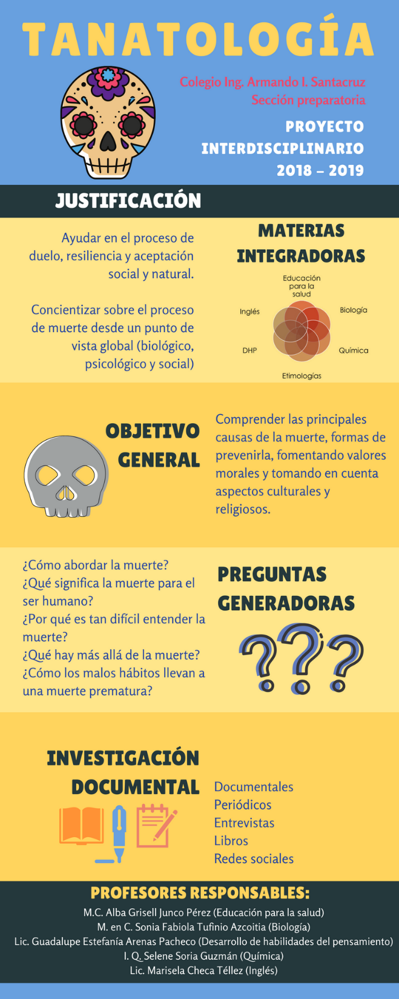 TANATOLOGÍA
Colegio Ing. Armando I. Santacruz
Sección preparatoria
PROYECTO
INTERDISCIPLINARIO
2018 – 2019
JUSTIFICACIÓN
Ayudar en el proceso de
duelo, resiliencia y aceptación
social y natural.
Concientizar sobre el proceso
de muerte desde un punto de
vista global (biológico,
psicológico y social)
MATERIAS
INTEGRADORAS
Educación
para la
salud
Inglés
Biología
DHP
Química
Etimologías
OBJETIVO
GENERAL
Comprender las principales
causas de la muerte, formas de
prevenirla, fomentando valores
morales y tomando en cuenta
aspectos culturales y
religiosos.
¿Cómo abordar la muerte?
¿Qué significa la muerte para el
ser humano?
¿Por qué es tan difícil entender la
muerte?
¿Qué hay más allá de la muerte?
¿Cómo los malos hábitos llevan a
una muerte prematura?
PREGUNTAS
GENERADORAS
???
INVESTIGACIÓN
DOCUMENTAL
Documentales
Periódicos
Entrevistas
Libros
Redes sociales
PROFESORES RESPONSABLES:
M.C. Alba Grisell Junco Pérez (Educación para la salud)
M. en C. Sonia Fabiola Tufinio Azcoitia (Biología)
Lic. Guadalupe Estefanía Arenas Pacheco (Desarrollo de habilidades del pensamiento)
I. Q. Selene Soria Guzmán (Química)
Lic. Marisela Checa Téllez (Inglés)